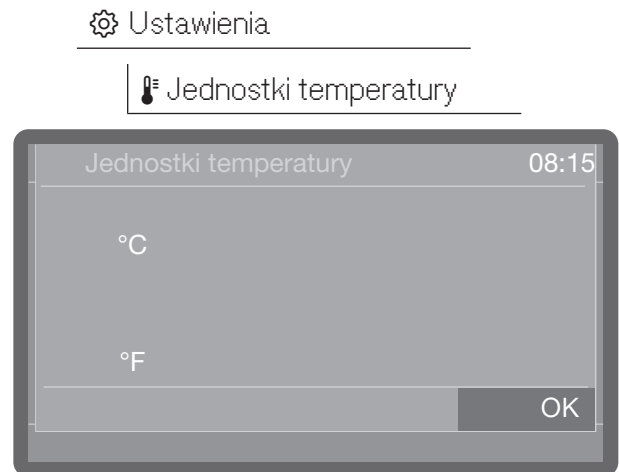 Ustawienia
Jednostki temperatury
Jednostki temperatury 08:15
°C
°F
OK